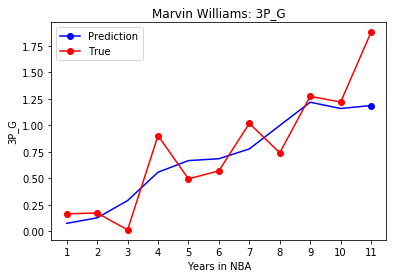 Marvin Williams: 3P_G
Prediction
True
3P_G
1.75
1.50
1.25
1.00
0.75
0.50
0.25
0.00
1 2 3 4 5 6 7 8 9 10 11
Years in NBA